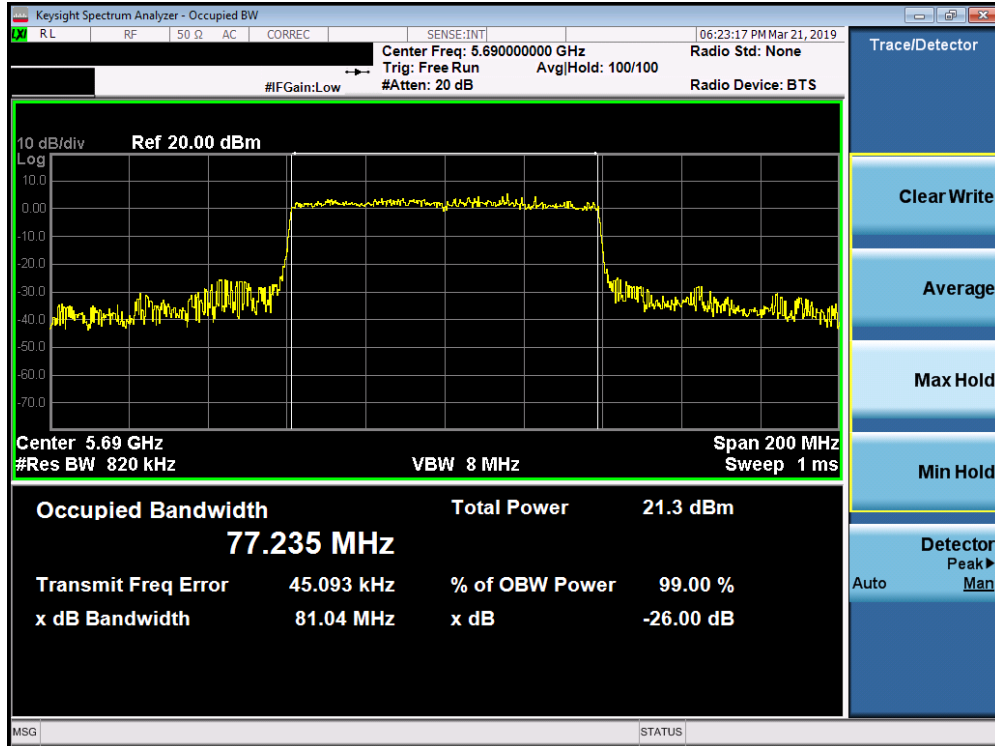 Keysight Spectrum Analyzer - Occupied BW
LXI RL RF 50 Ω AC CORREC SENSE:INT 06:23:17 PM Mar 21, 2019
Center Freq: 5.690000000 GHz Radio Std: None
Trig: Free Run Avg|Hold: 100/100
#IFGain:Low #Atten: 20 dB Radio Device: BTS
Trace/Detector
10 dB/div Ref 20.00 dBm
Log
10.0
0.00
-10.0
-20.0
-30.0
-40.0
-50.0
-60.0
-70.0
Center 5.69 GHz Span 200 MHz
#Res BW 820 kHz VBW 8 MHz Sweep 1 ms
Occupied Bandwidth Total Power 21.3 dBm
77.235 MHz
Transmit Freq Error 45.093 kHz % of OBW Power 99.00 %
x dB Bandwidth 81.04 MHz x dB -26.00 dB
Clear Write
Average
Max Hold
Min Hold
Detector
Peak▶
Auto Man
MSG STATUS